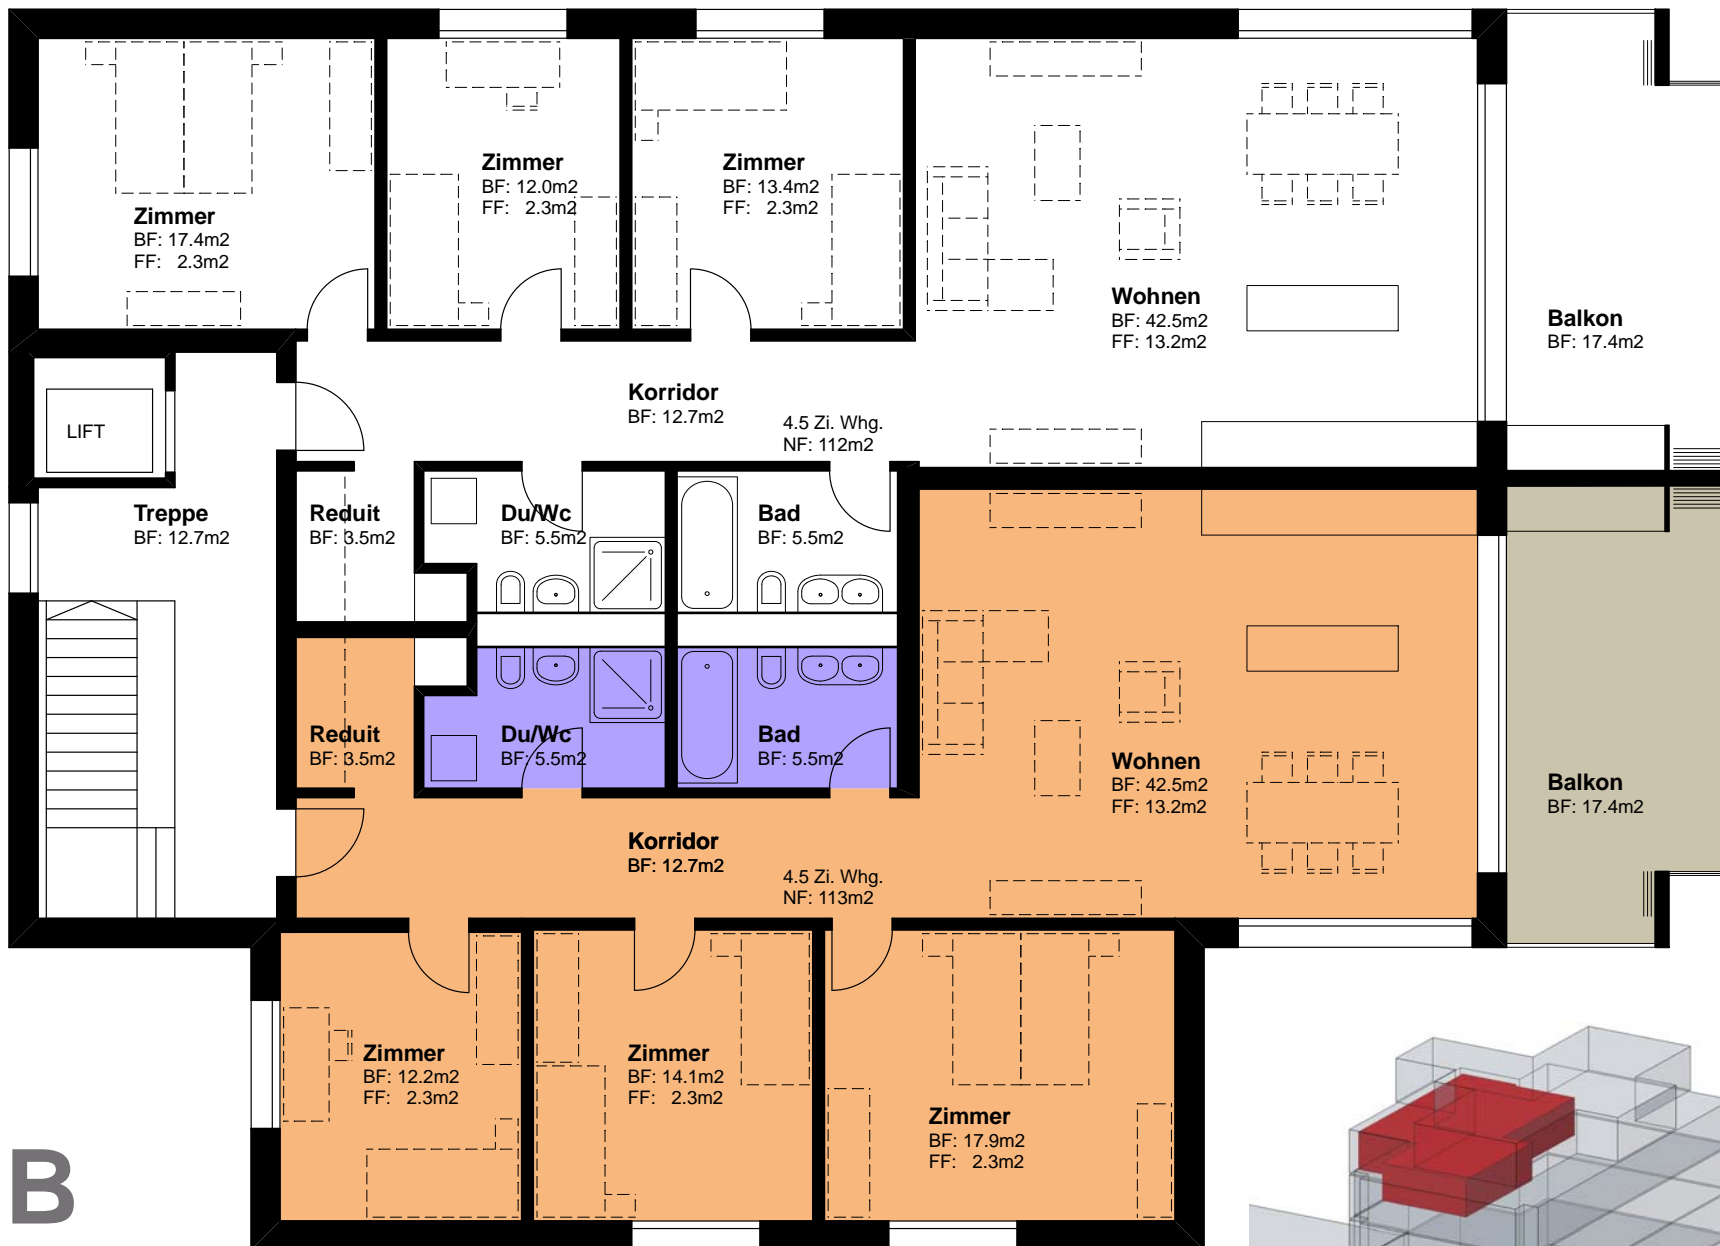 Zimmer
BF: 17.4m2
FF: 2.3m2
Zimmer
BF: 12.0m2
FF: 2.3m2
Zimmer
BF: 13.4m2
FF: 2.3m2
Wohnen
BF: 42.5m2
FF: 13.2m2
Balkon
BF: 17.4m2
LIFT
Korridor
BF: 12.7m2
4.5 Zi. Whg.
NF: 112m2
Treppe
BF: 12.7m2
Reduit
BF: 3.5m2
Du/Wc
BF: 5.5m2
Bad
BF: 5.5m2
Reduit
BF: 3.5m2
Du/Wc
BF: 5.5m2
Bad
BF: 5.5m2
Wohnen
BF: 42.5m2
FF: 13.2m2
Balkon
BF: 17.4m2
Korridor
BF: 12.7m2
4.5 Zi. Whg.
NF: 113m2
Zimmer
BF: 12.2m2
FF: 2.3m2
Zimmer
BF: 14.1m2
FF: 2.3m2
Zimmer
BF: 17.9m2
FF: 2.3m2
B